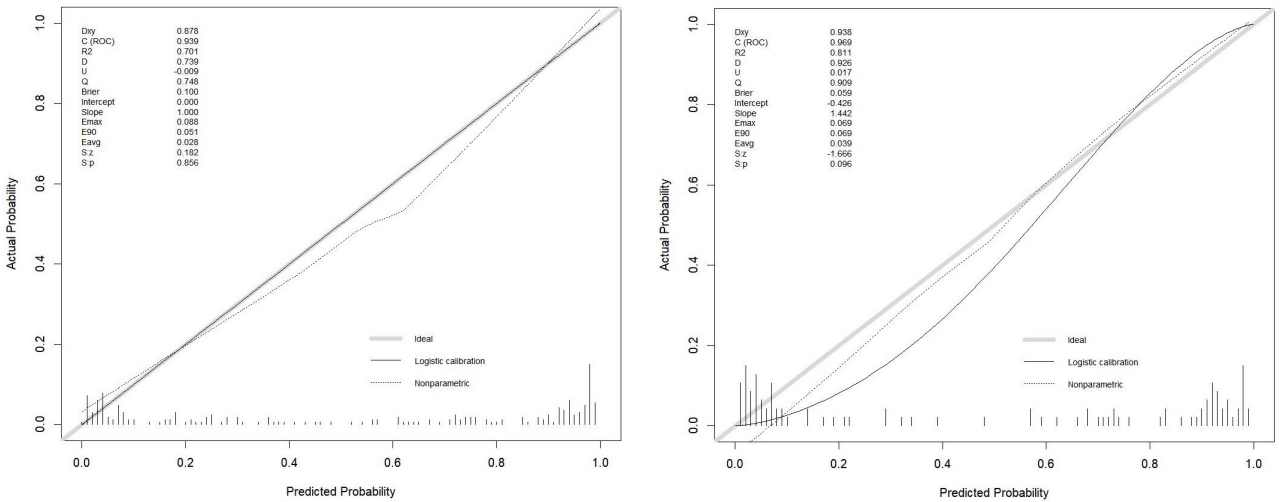 Dxy 0.878
C (ROC) 0.939
R2 0.701
D 0.739
U -0.009
Q 0.748
Brier 0.100
Intercept 0.000
Slope 1.000
Emax 0.088
E90 0.051
Eavg 0.028
S:z 0.182
S:p 0.856
Actual Probability
1.0
0.8
0.6
0.4
0.2
0.0
Ideal
Logistic calibration
Nonparametric
0.0 0.2 0.4 0.6 0.8 1.0
Predicted Probability
Dxy 0.938
C (ROC) 0.969
R2 0.811
D 0.926
U 0.017
Q 0.909
Brier 0.059
Intercept -0.426
Slope 1.442
Emax 0.069
E90 0.069
Eavg 0.039
S:z -1.666
S:p 0.096
Actual Probability
1.0
0.8
0.6
0.4
0.2
0.0
Ideal
Logistic calibration
Nonparametric
0.0 0.2 0.4 0.6 0.8 1.0
Predicted Probability